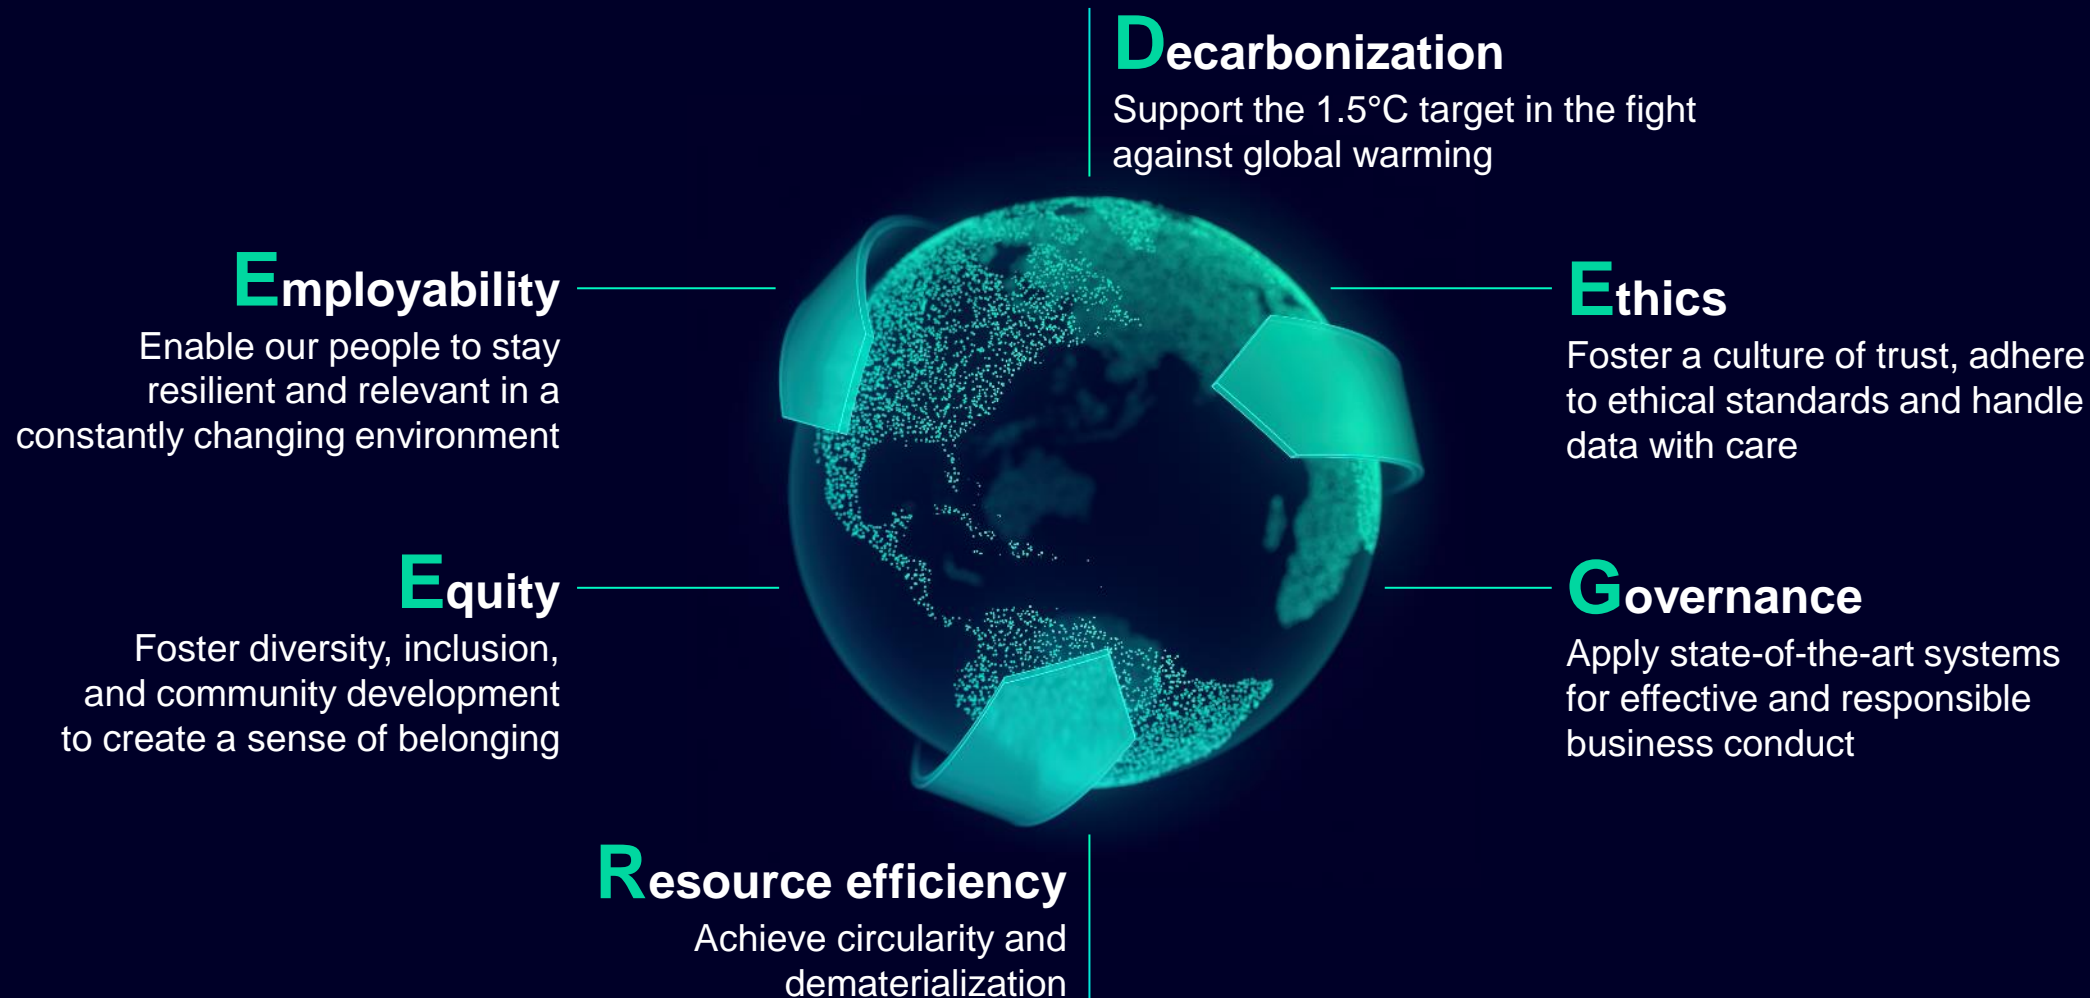 Decarbonization
Support the 1.5°C target in the fight
against global warming
Ethics
Foster a culture of trust, adhere
to ethical standards and handle
data with care
Governance
Apply state-of-the-art systems
for effective and responsible
business conduct
Resource efficiency
Achieve circularity and
dematerialization
Equity
Foster diversity, inclusion,
and community development
to create a sense of belonging
Employability
Enable our people to stay
resilient and relevant in a
constantly changing environment